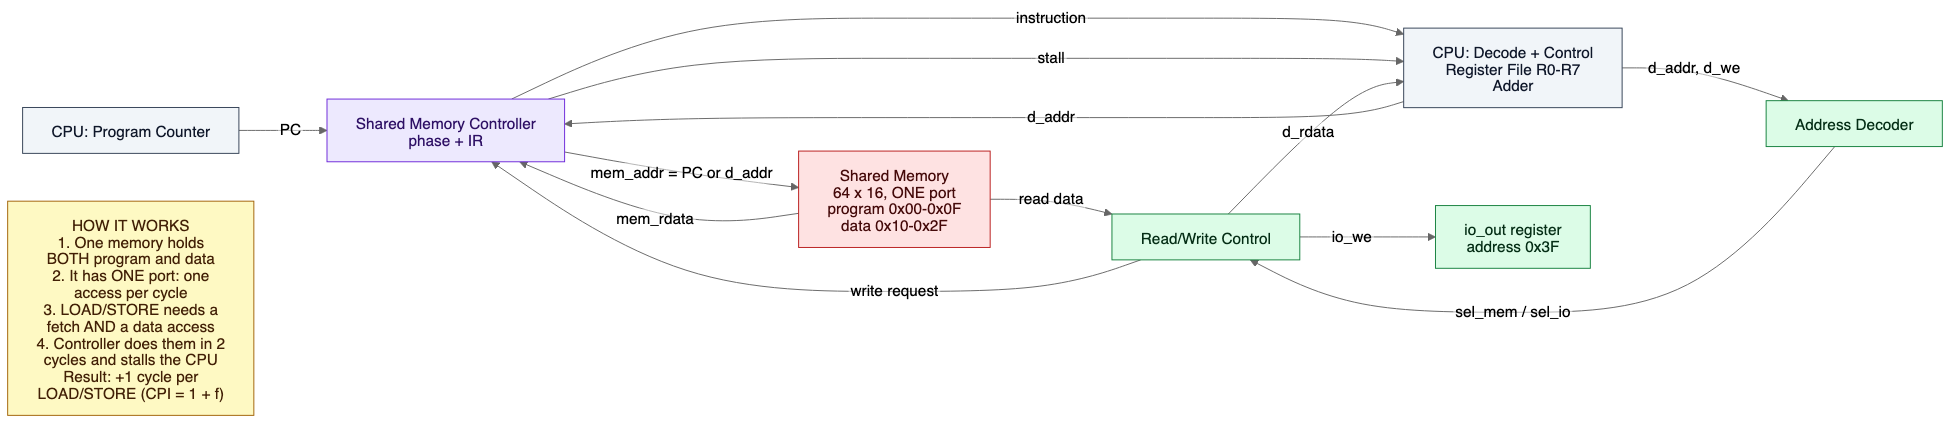 instruction
stall
CPU: Decode + Control
Register File R0-R7
Adder
d_addr, d_we
Address Decoder
CPU: Program Counter
PC
Shared Memory Controller
phase + IR
d_addr
d_rdata
mem_addr = PC or d_addr
mem_rdata
Shared Memory
64 x 16, ONE port
program 0x00-0x0F
data 0x10-0x2F
read data
Read/Write Control
io_we
io_out register
address 0x3F
write request
sel_mem / sel_io
HOW IT WORKS
1. One memory holds
BOTH program and data
2. It has ONE port: one
access per cycle
3. LOAD/STORE needs a
fetch AND a data access
4. Controller does them in 2
cycles and stalls the CPU
Result: +1 cycle per
LOAD/STORE (CPI = 1 + f)